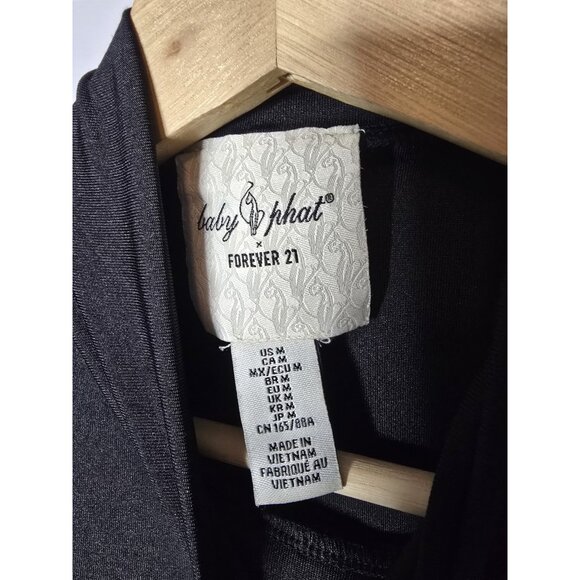 baby phat®
x
FOREVER 21
US M
CA M
MX/ECU M
BR M
EU M
UK M
KR M
JP M
CN 165/88A
MADE IN
VIETNAM
FABRIQUÉ AU
VIETNAM